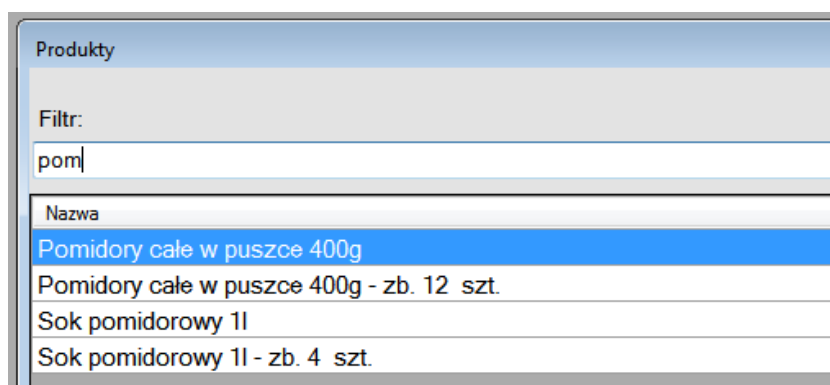 Produkty
Filtr:
pom
Nazwa
Pomidory całe w puszce 400g
Pomidory całe w puszce 400g - zb. 12 szt.
Sok pomidorowy 1l
Sok pomidorowy 1l - zb. 4 szt.